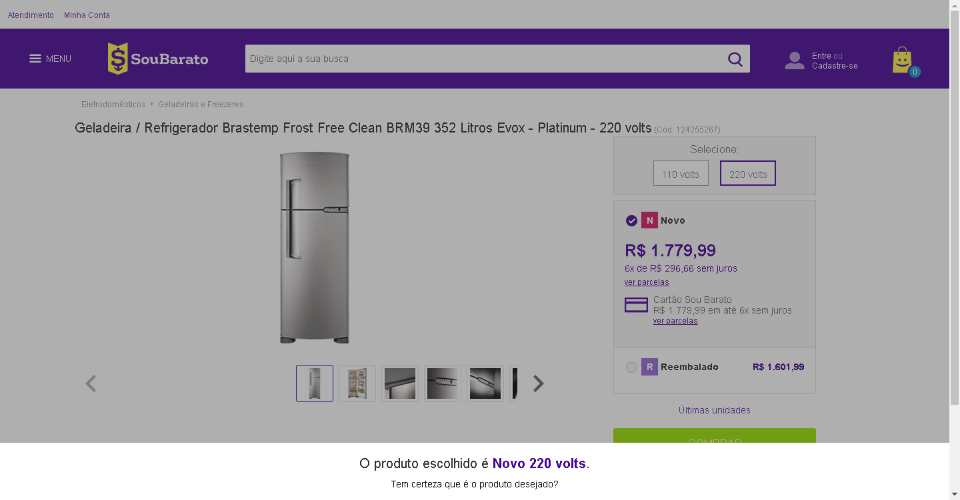 Atendimento Minha Conta
MENU
SouBarato
Digite aqui a sua busca
Entre ou
Cadastre-se
0
Eletrodomésticos Geladeiras e Freezeres
Geladeira / Refrigerador Brastemp Frost Free Clean BRM39 352 Litros Evox - Platinum - 220 volts (Cód. 124255267)
Selecione:
110 volts 220 volts
N Novo
R$ 1.779,99
6x de R$ 296,66 sem juros
ver parcelas
Cartão Sou Barato
R$ 1.779,99 em até 6x sem juros
ver parcelas
R Reembalado R$ 1.601,99
Últimas unidades
COMPRAR
O produto escolhido é Novo 220 volts.
Tem certeza que é o produto desejado?